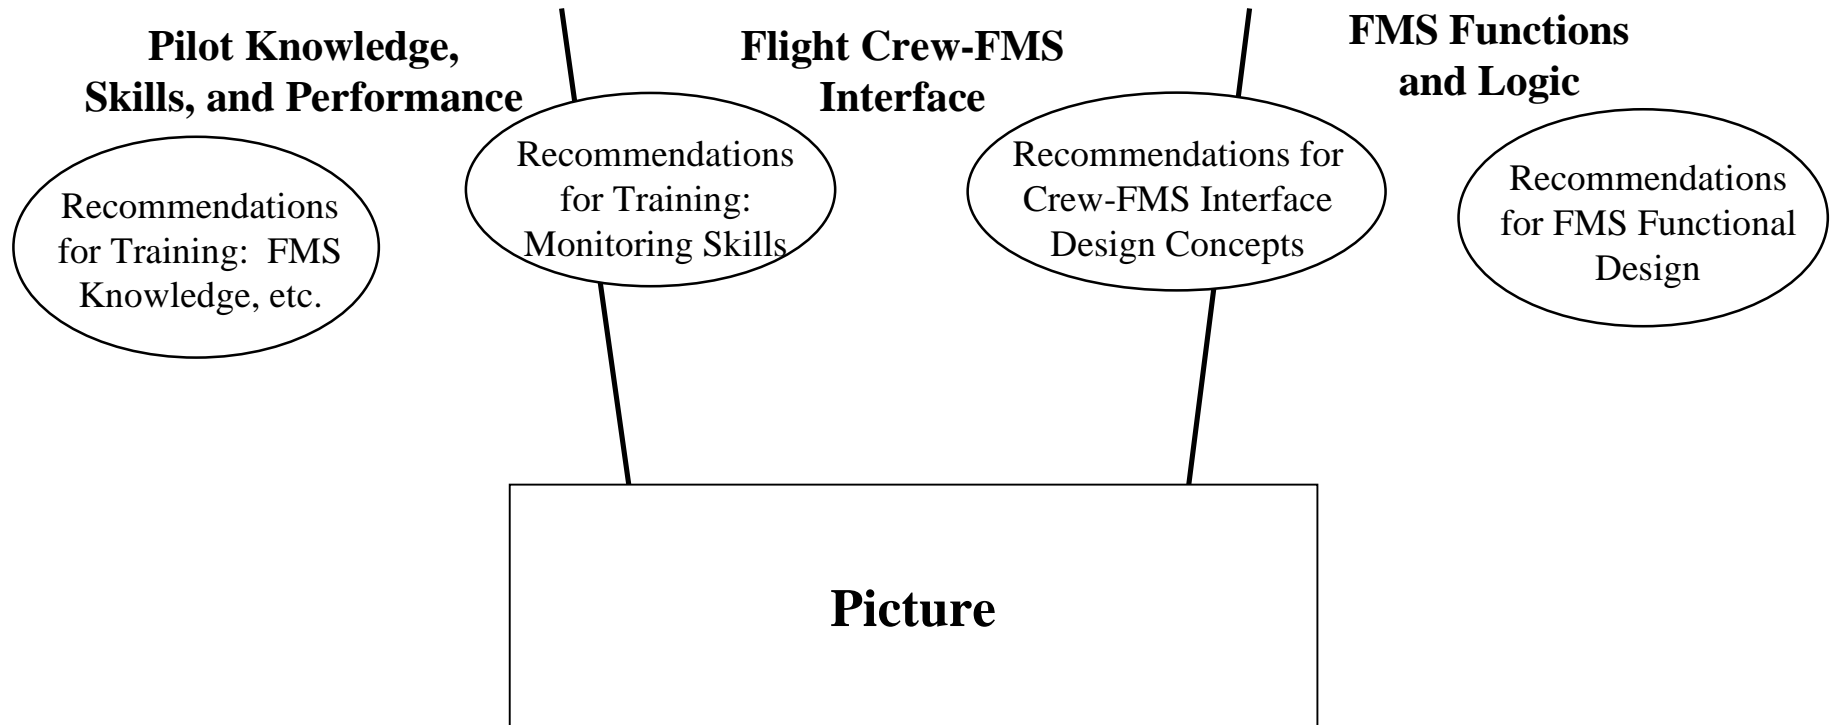 Pilot Knowledge,
Skills, and Performance
Flight Crew-FMS
Interface
FMS Functions
and Logic
Recommendations
for Training:  FMS
Knowledge, etc.
Recommendations
for Training:
Monitoring Skills
Recommendations for
Crew-FMS Interface
Design Concepts
Recommendations
for FMS Functional
Design
Picture